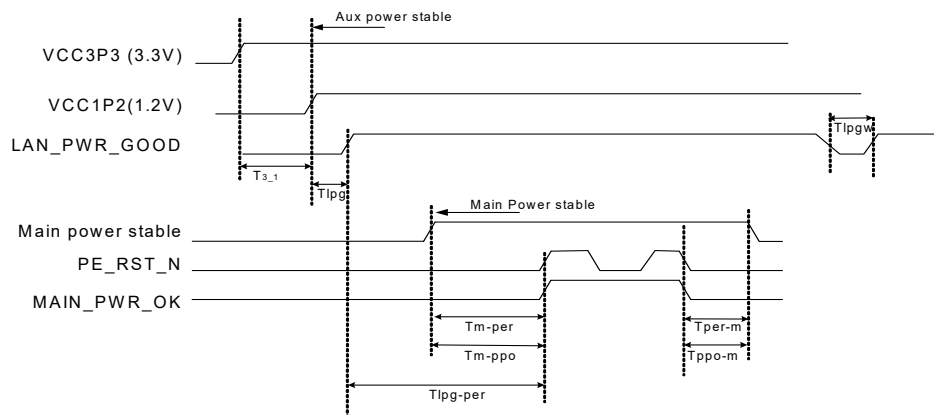 Aux power stable
VCC3P3 (3.3V)
VCC1P2(1.2V)
Tlpgw
LAN_PWR_GOOD
T3_1
Tlpg
Main Power stable
Main power stable
PE_RST_N
MAIN_PWR_OK
Tm-per
Tper-m
Tm-ppo
Tppo-m
Tlpg-per